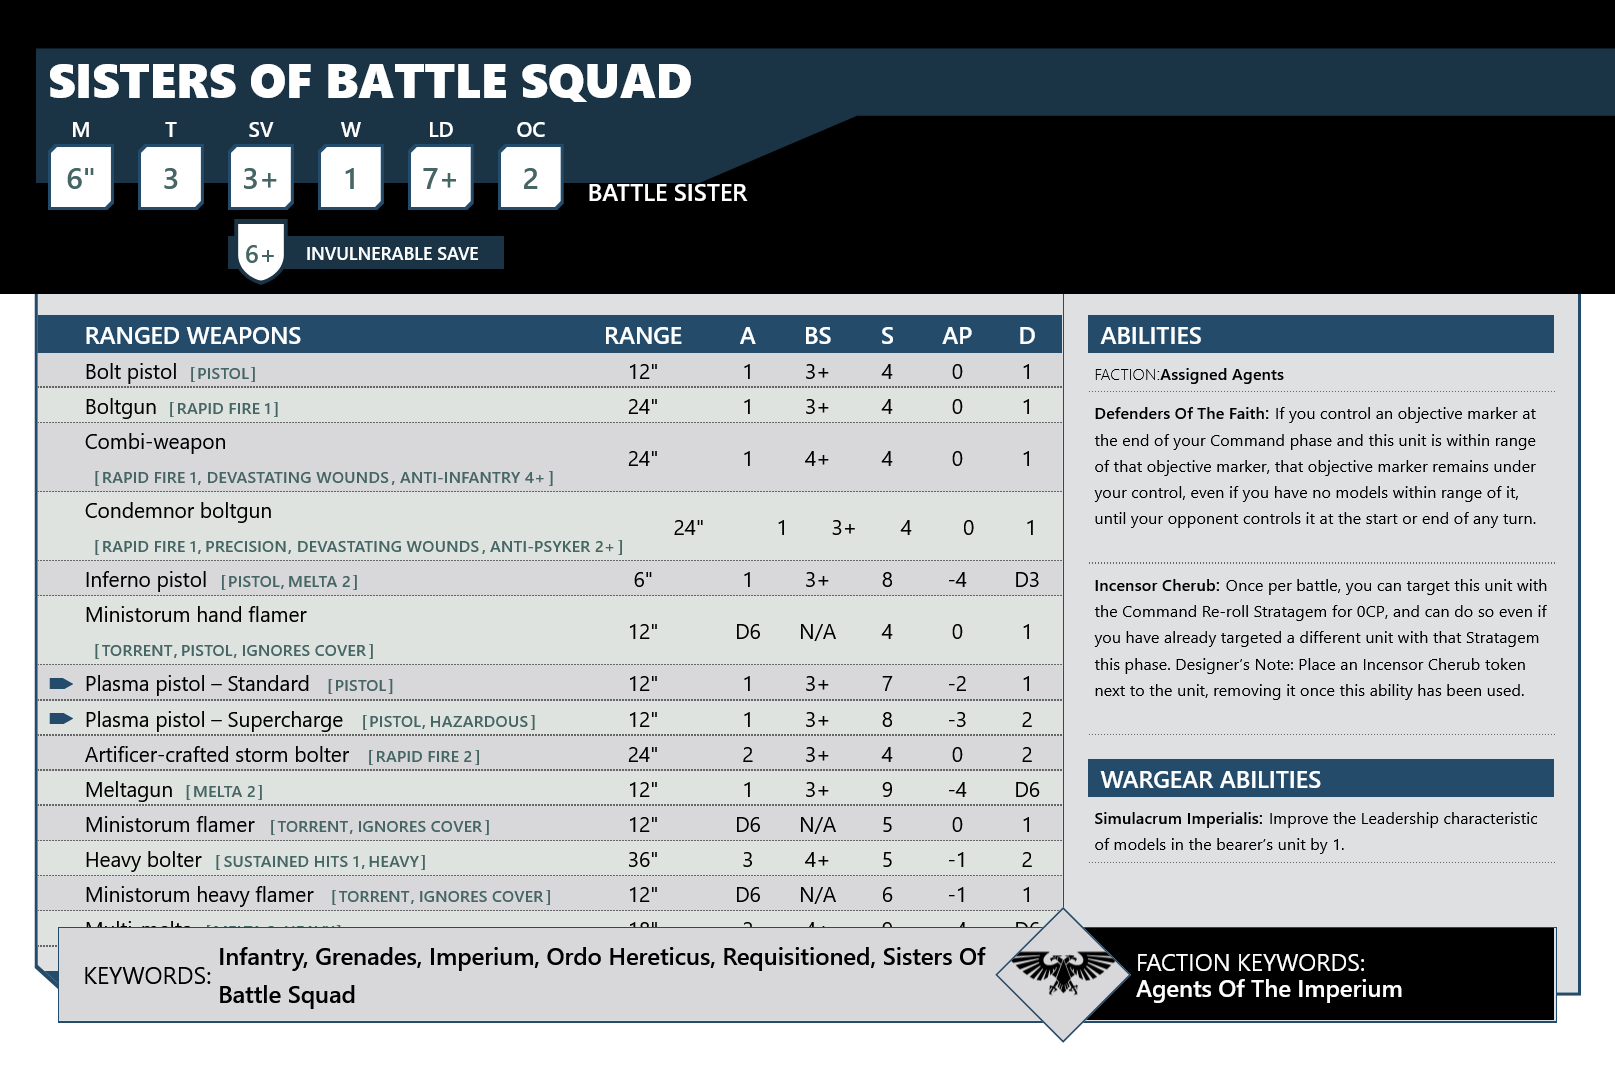 SISTERS OF BATTLE SQUAD
M T SV W LD OC
6" 3 3+ 1 7+ 2 BATTLE SISTER
6+ INVULNERABLE SAVE
RANGED WEAPONS RANGE A BS S AP D
Bolt pistol [PISTOL] 12" 1 3+ 4 0 1
Boltgun [RAPID FIRE 1] 24" 1 3+ 4 0 1
Combi-weapon
[RAPID FIRE 1, DEVASTATING WOUNDS, ANTI-INFANTRY 4+] 24" 1 4+ 4 0 1
Condemnor boltgun
[RAPID FIRE 1, PRECISION, DEVASTATING WOUNDS, ANTI-PSYKER 2+] 24" 1 3+ 4 0 1
Inferno pistol [PISTOL, MELTA 2] 6" 1 3+ 8 -4 D3
Ministorum hand flamer
[TORRENT, PISTOL, IGNORES COVER] 12" D6 N/A 4 0 1
Plasma pistol – Standard [PISTOL] 12" 1 3+ 7 -2 1
Plasma pistol – Supercharge [PISTOL, HAZARDOUS] 12" 1 3+ 8 -3 2
Artificer-crafted storm bolter [RAPID FIRE 2] 24" 2 3+ 4 0 2
Meltagun [MELTA 2] 12" 1 3+ 9 -4 D6
Ministorum flamer [TORRENT, IGNORES COVER] 12" D6 N/A 5 0 1
Heavy bolter [SUSTAINED HITS 1, HEAVY] 36" 3 4+ 5 -1 2
Ministorum heavy flamer [TORRENT, IGNORES COVER] 12" D6 N/A 6 -1 1
ABILITIES
FACTION:Assigned Agents
Defenders Of The Faith: If you control an objective marker at
the end of your Command phase and this unit is within range
of that objective marker, that objective marker remains under
your control, even if you have no models within range of it,
until your opponent controls it at the start or end of any turn.
Incensor Cherub: Once per battle, you can target this unit with
the Command Re-roll Stratagem for 0CP, and can do so even if
you have already targeted a different unit with that Stratagem
this phase. Designer's Note: Place an Incensor Cherub token
next to the unit, removing it once this ability has been used.
WARGEAR ABILITIES
Simulacrum Imperialis: Improve the Leadership characteristic
of models in the bearer's unit by 1.
KEYWORDS: Infantry, Grenades, Imperium, Ordo Hereticus, Requisitioned, Sisters Of
Battle Squad
FACTION KEYWORDS:
Agents Of The Imperium